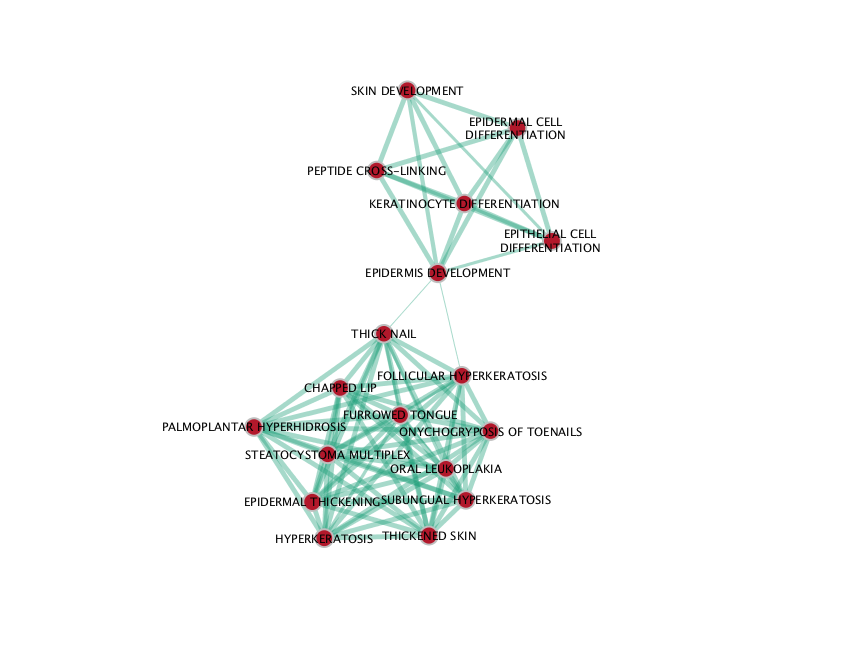 SKIN DEVELOPMENT
EPIDERMAL CELL
DIFFERENTIATION
PEPTIDE CROSS-LINKING
KERATINOCYTE DIFFERENTIATION
EPITHELIAL CELL
DIFFERENTIATION
EPIDERMIS DEVELOPMENT
THICK NAIL
FOLLICULAR HYPERKERATOSIS
CHAPPED LIP
FURROWED TONGUE
PALMOPLANTAR HYPERHIDROSIS
ONYCHOGRYPOSIS OF TOENAILS
STEATOCYSTOMA MULTIPLEX
ORAL LEUKOPLAKIA
EPIDERMAL THICKENING
SUBUNGUAL HYPERKERATOSIS
HYPERKERATOSIS
THICKENED SKIN